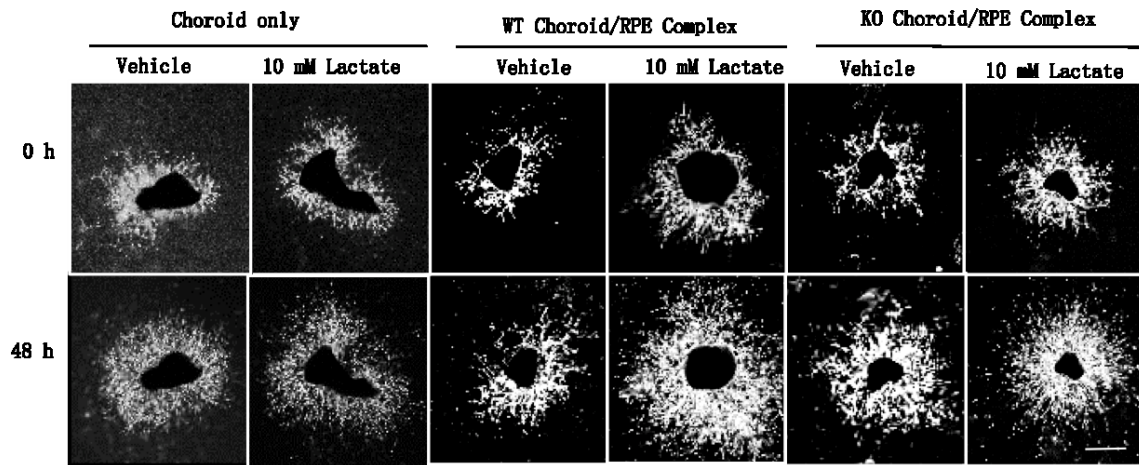 Choroid only WT Choroid/RPE Complex KO Choroid/RPE Complex
Vehicle 10 mM Lactate Vehicle 10 mM Lactate Vehicle 10 mM Lactate
0 h
48 h